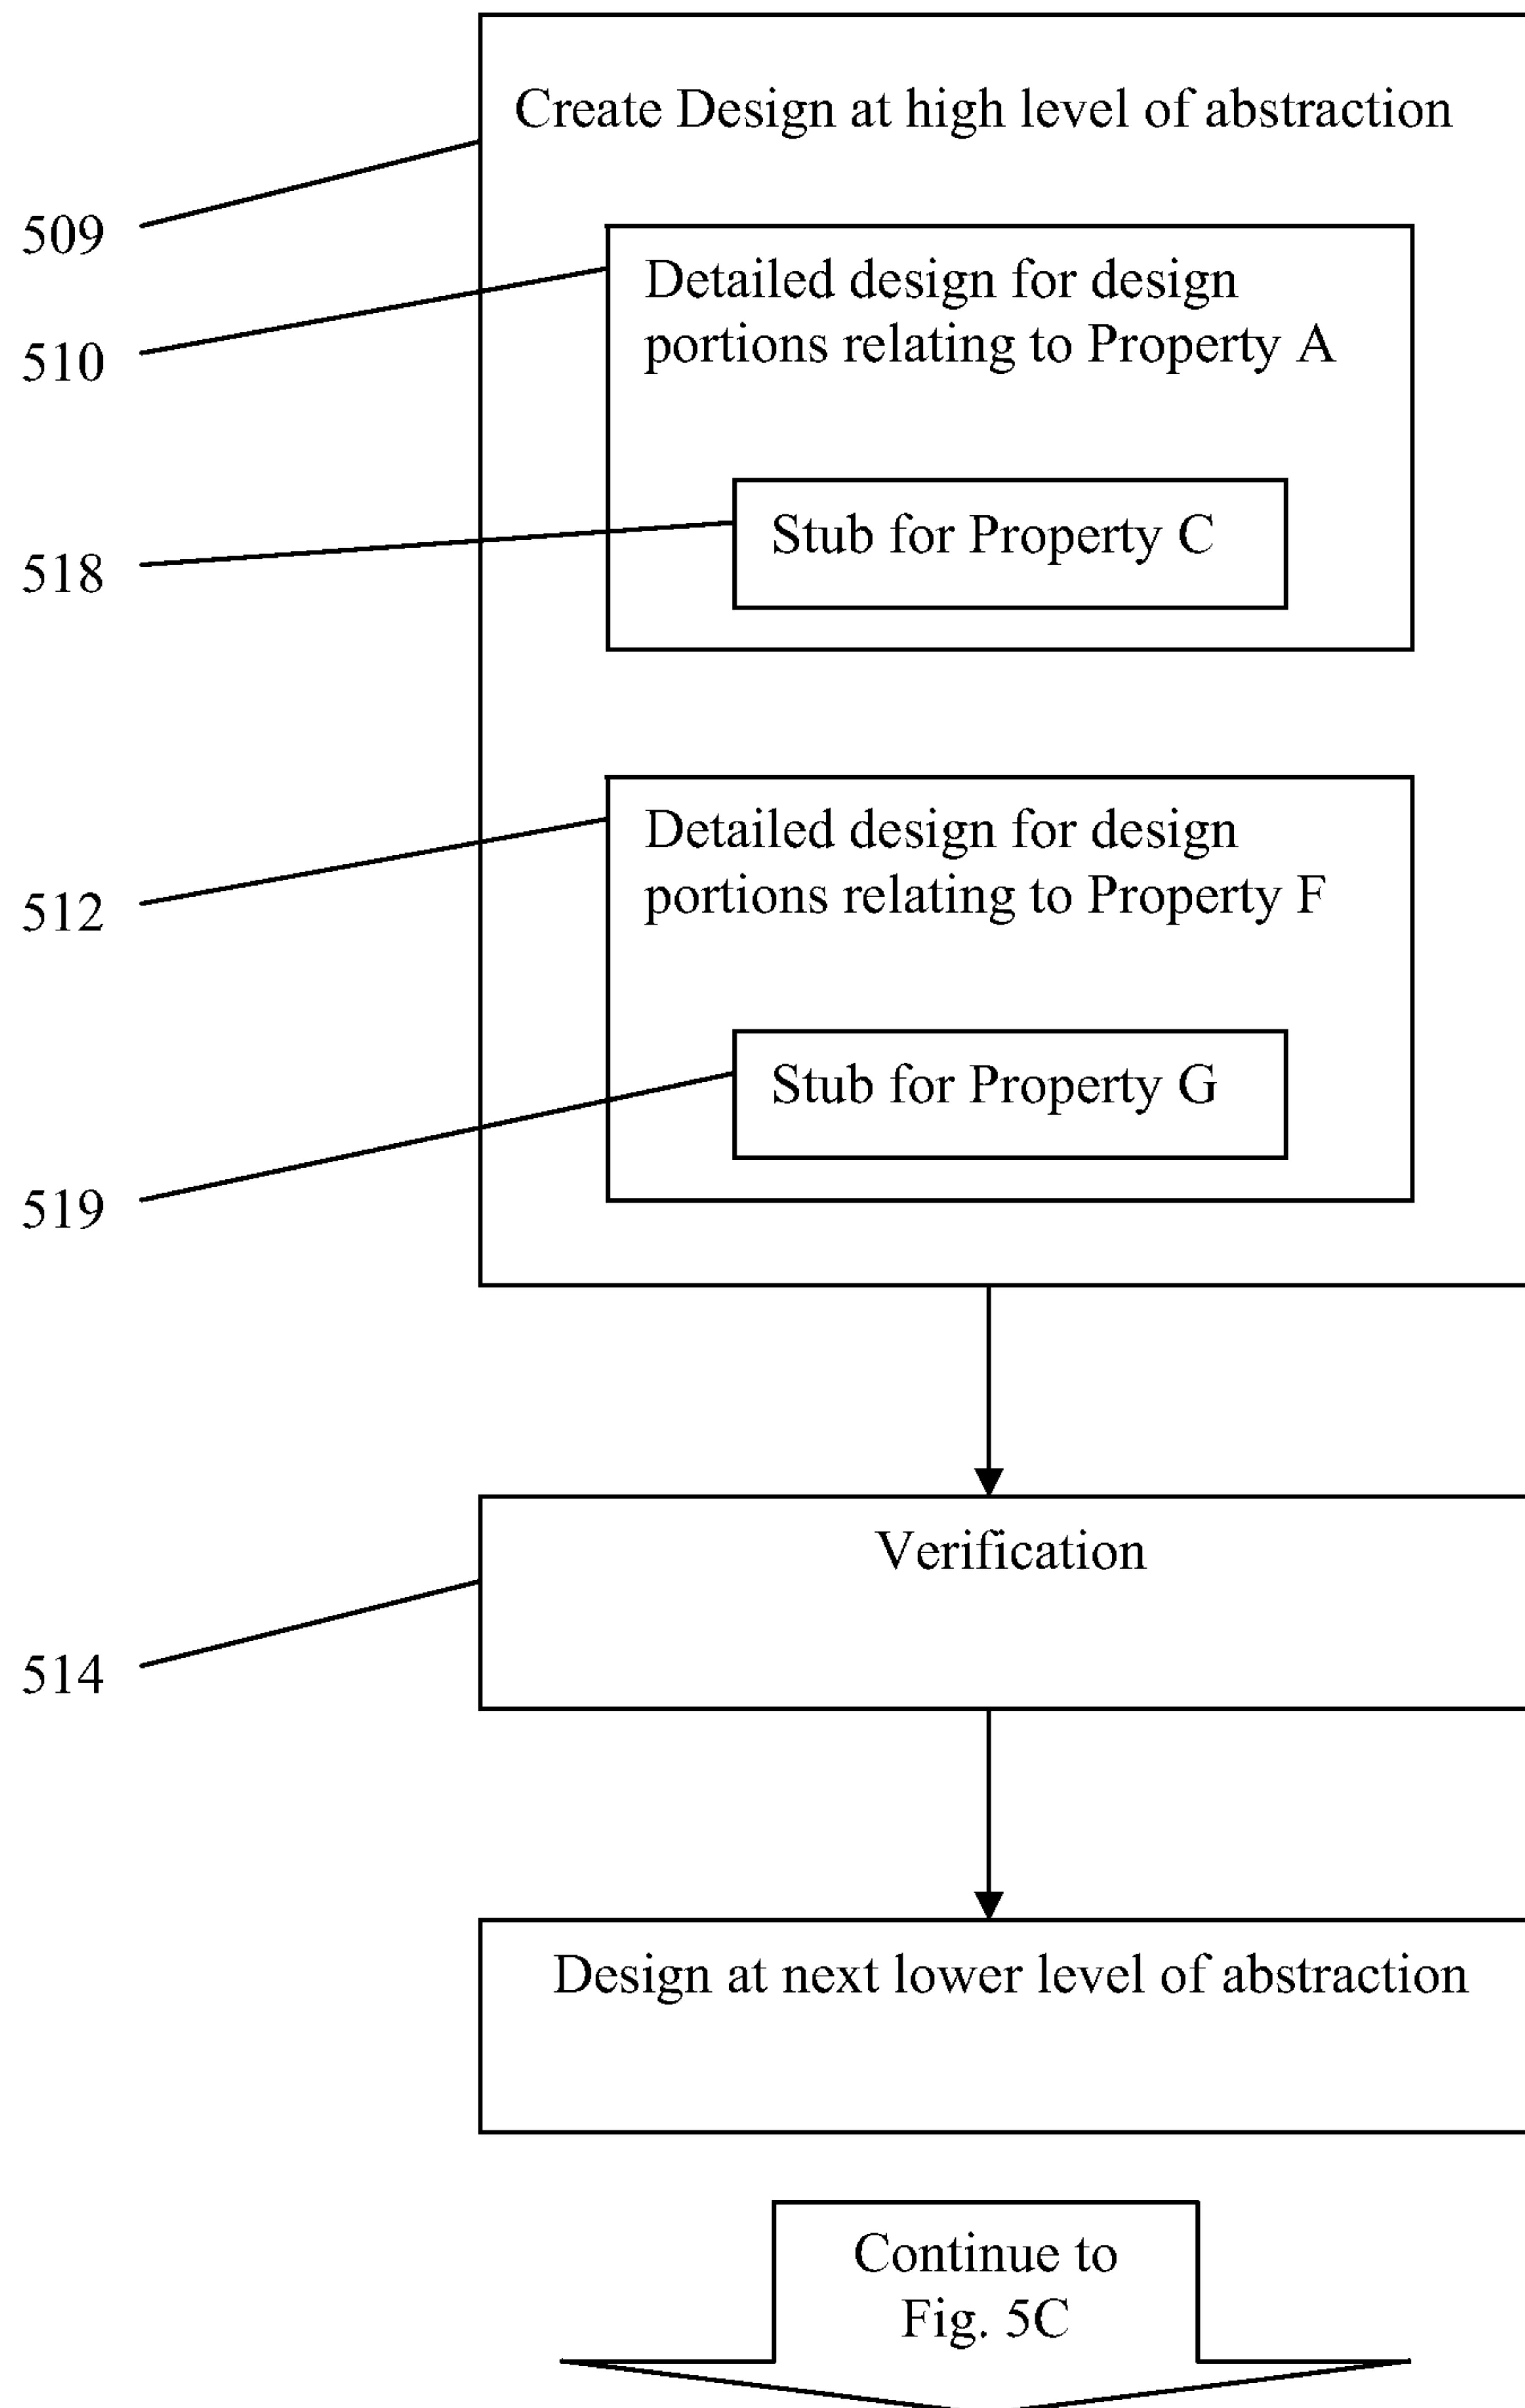 Create Design at high level of abstraction
509
Detailed design for design
portions relating to Property A
510
Stub for Property C
518
Detailed design for design
portions relating to Property F
512
Stub for Property G
519
Verification
514
Design at next lower level of abstraction
Continue to
Fig. 5C